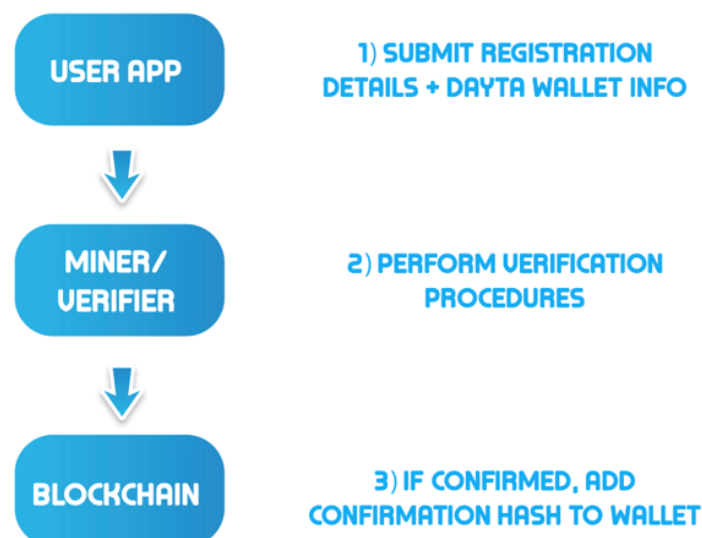 USER APP
1) SUBMIT REGISTRATION
DETAILS + DAYTA WALLET INFO
MINER/
VERIFIER
2) PERFORM VERIFICATION
PROCEDURES
BLOCKCHAIN
3) IF CONFIRMED, ADD
CONFIRMATION HASH TO WALLET